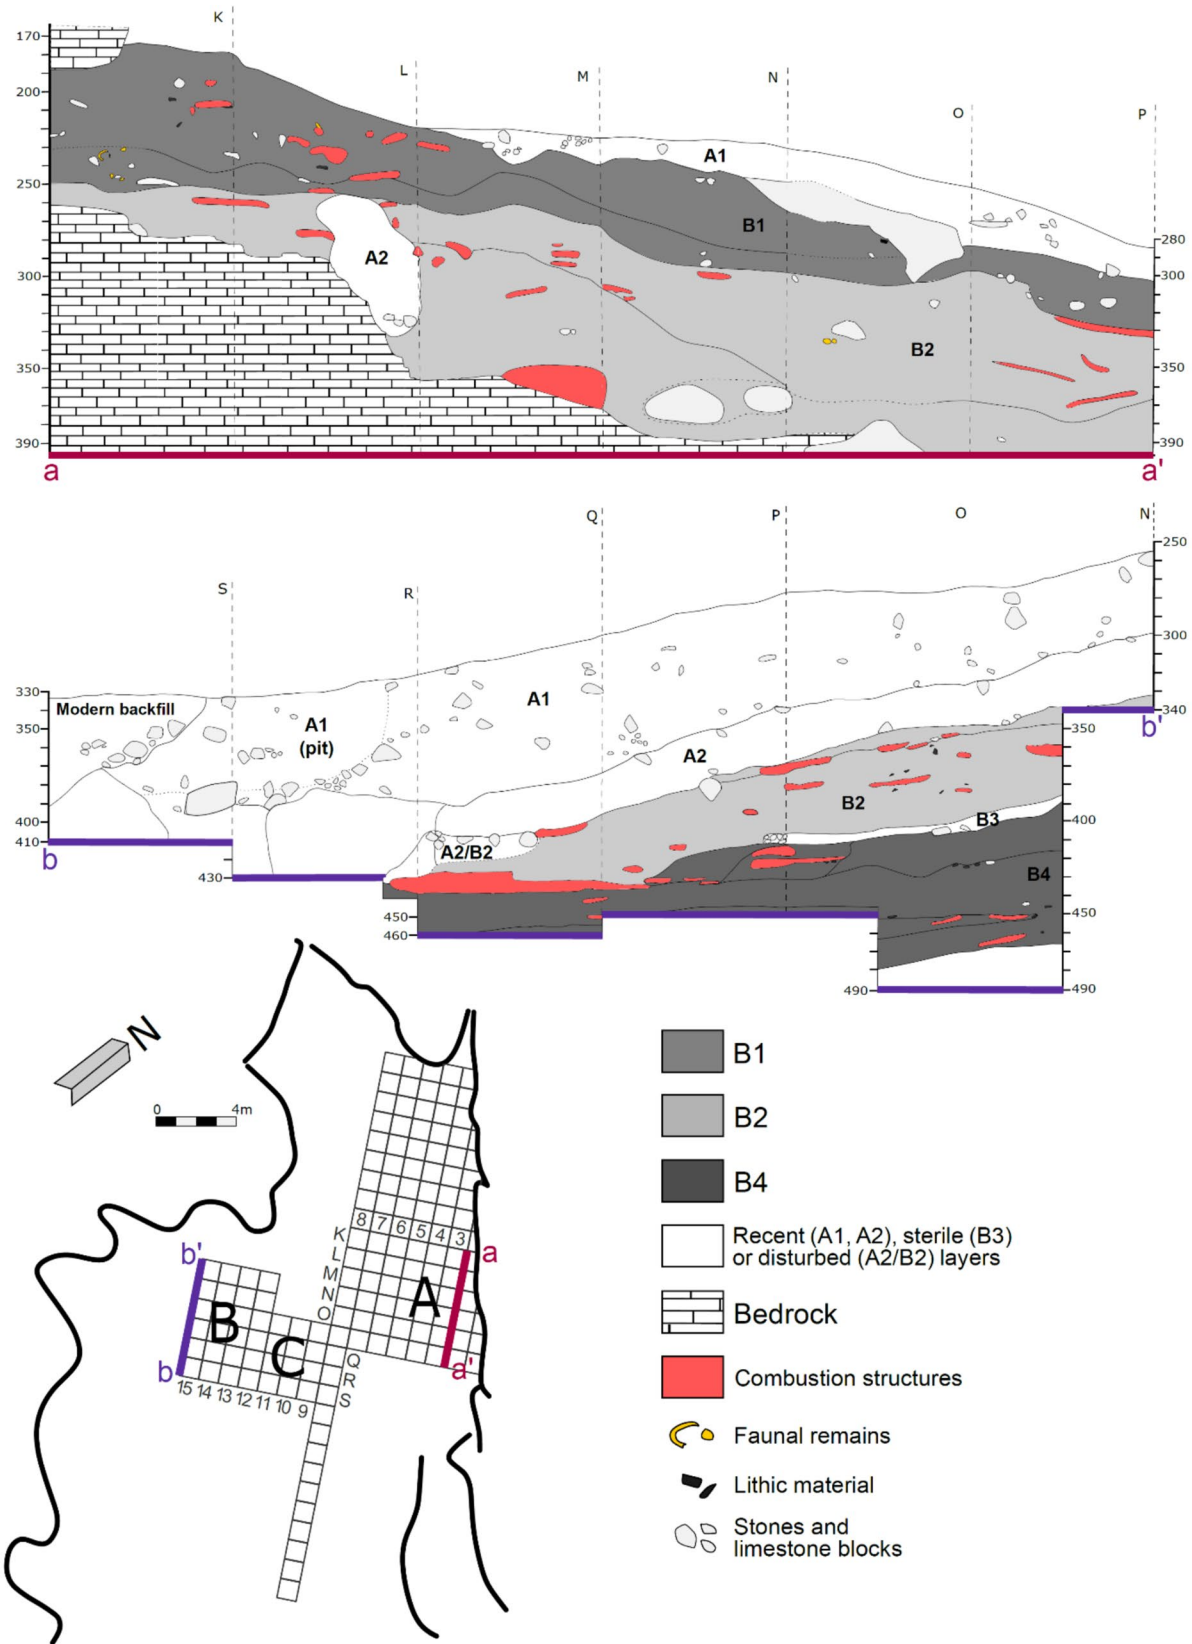 K
L
M
N
O
P
170
200
250
300
350
390
280
300
350
390
A1
B1
A2
B2
a
a'
Q
P
O
N
S
R
250
300
340
b'
350
400
450
490
330
350
400
410
b
430
450
460
490
Modern backfill
A1
(pit)
A1
A2
B2
B3
A2/B2
B4
N
0 4m
8 7 6 5 4 3
K
L
M
N
O
Q
R
S
a
a'
b'
b
A
B
C
15 14 13 12 11 10 9
B1
B2
B4
Recent (A1, A2), sterile (B3)
or disturbed (A2/B2) layers
Bedrock
Combustion structures
Faunal remains
Lithic material
Stones and
limestone blocks